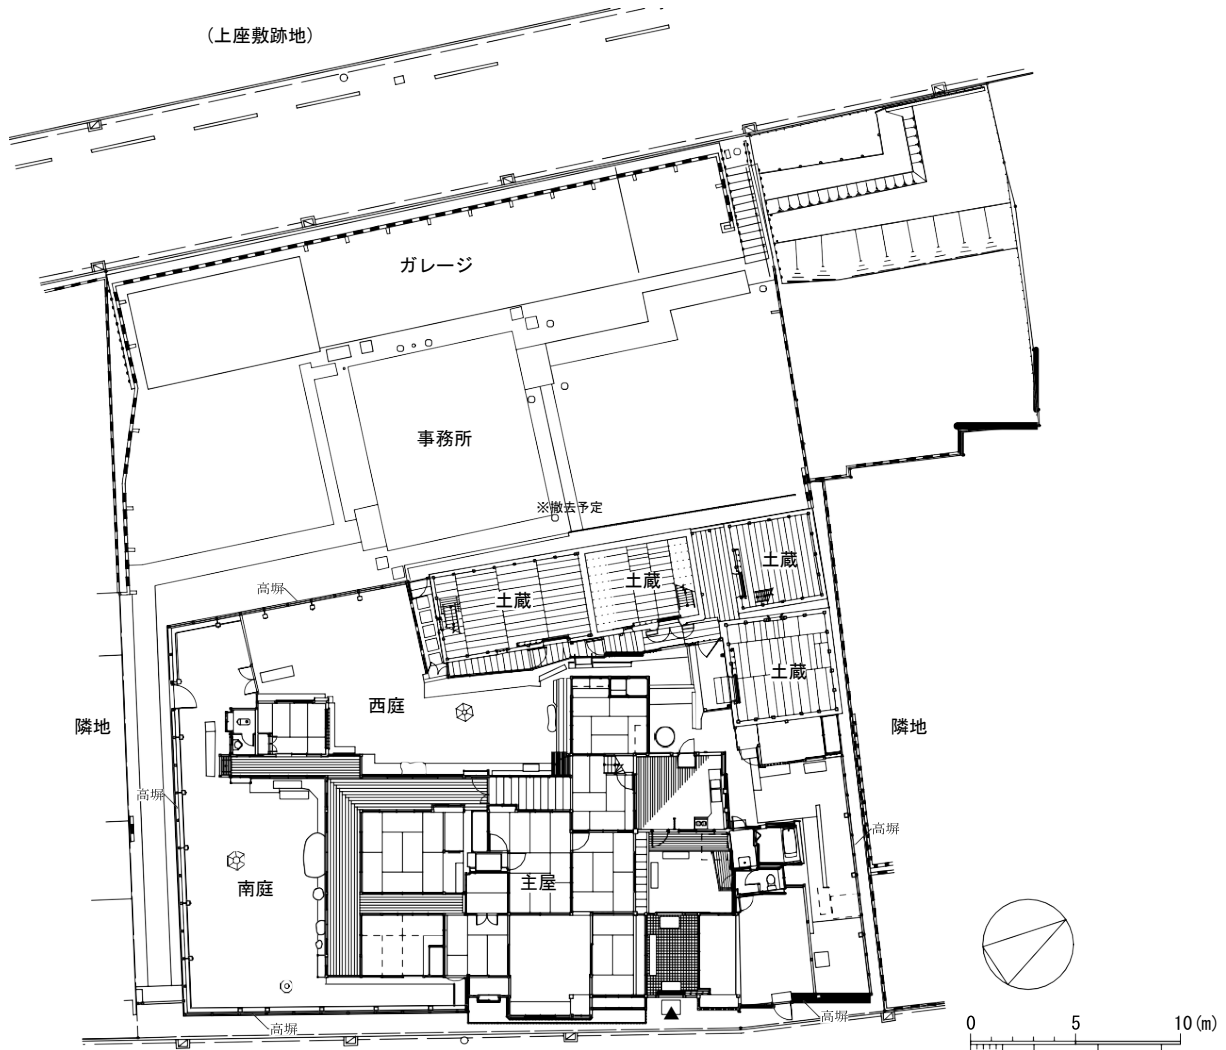 (上座敷跡地)
ガレージ
事務所
※撤去予定
土蔵
土蔵
土蔵
高塀
土蔵
西庭
隣地
隣地
高塀
高塀
南庭
主屋
高塀
高塀
0 5 10(m)